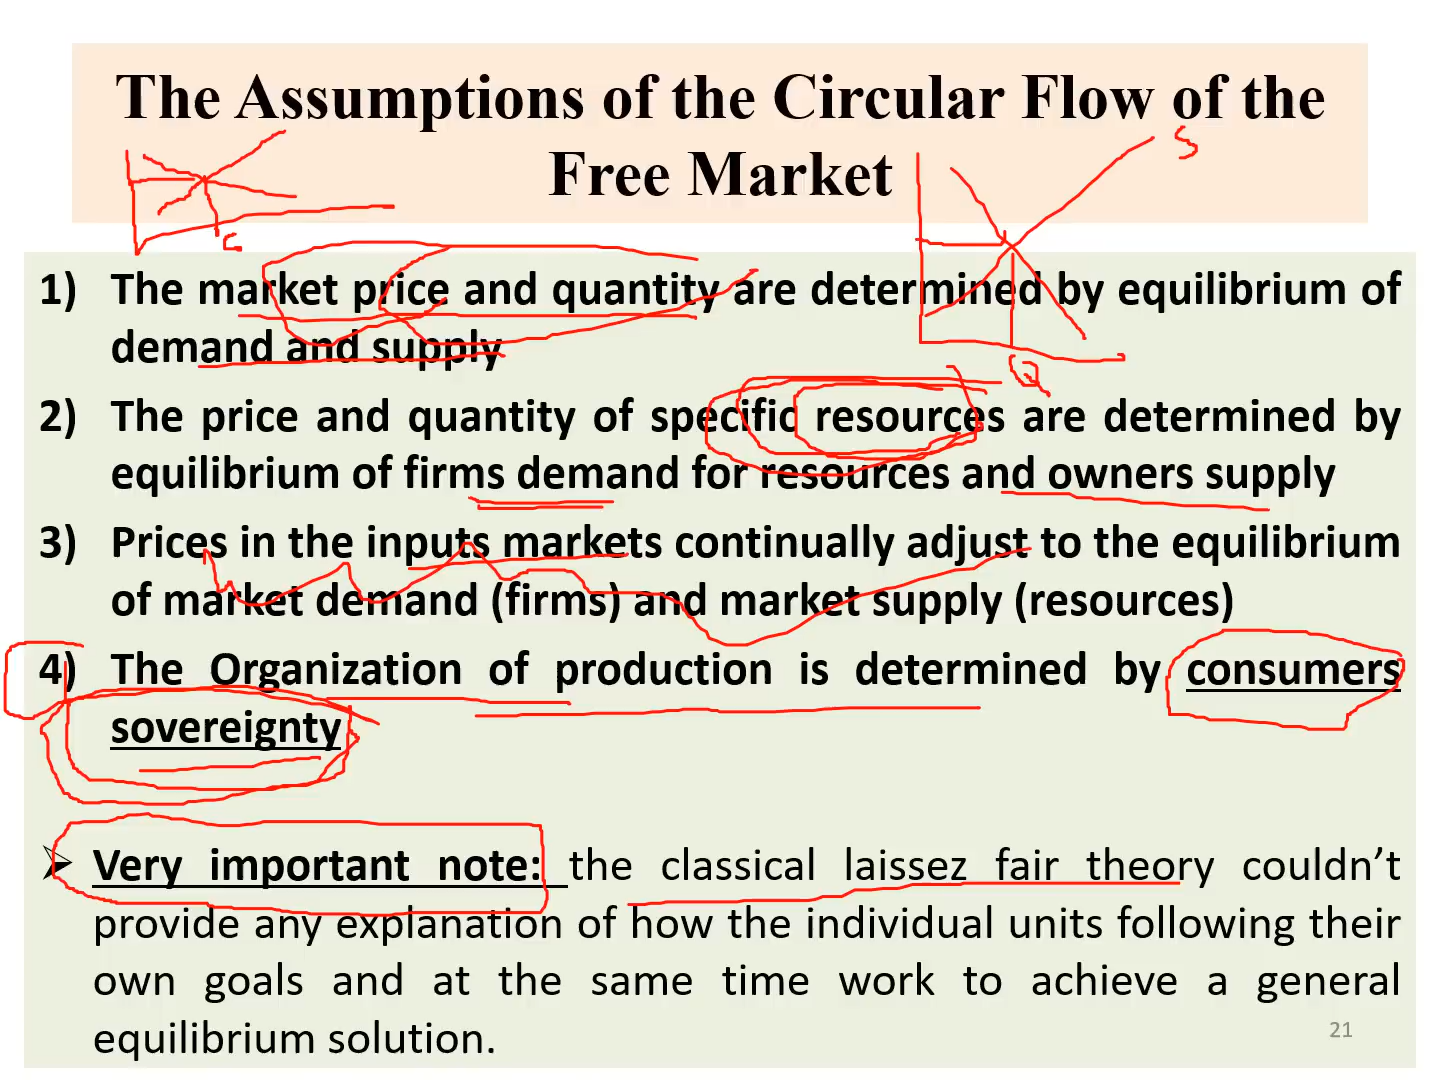 The Assumptions of the Circular Flow of the
Free Market
S
1) The market price and quantity are determined by equilibrium of
demand and supply
Q
2) The price and quantity of specific resources are determined by
equilibrium of firms demand for resources and owners supply
3) Prices in the inputs markets continually adjust to the equilibrium
of market demand (firms) and market supply (resources)
4) The Organization of production is determined by consumers
sovereignty
➢ Very important note: the classical laissez fair theory couldn’t
provide any explanation of how the individual units following their
own goals and at the same time work to achieve a general
equilibrium solution.
21